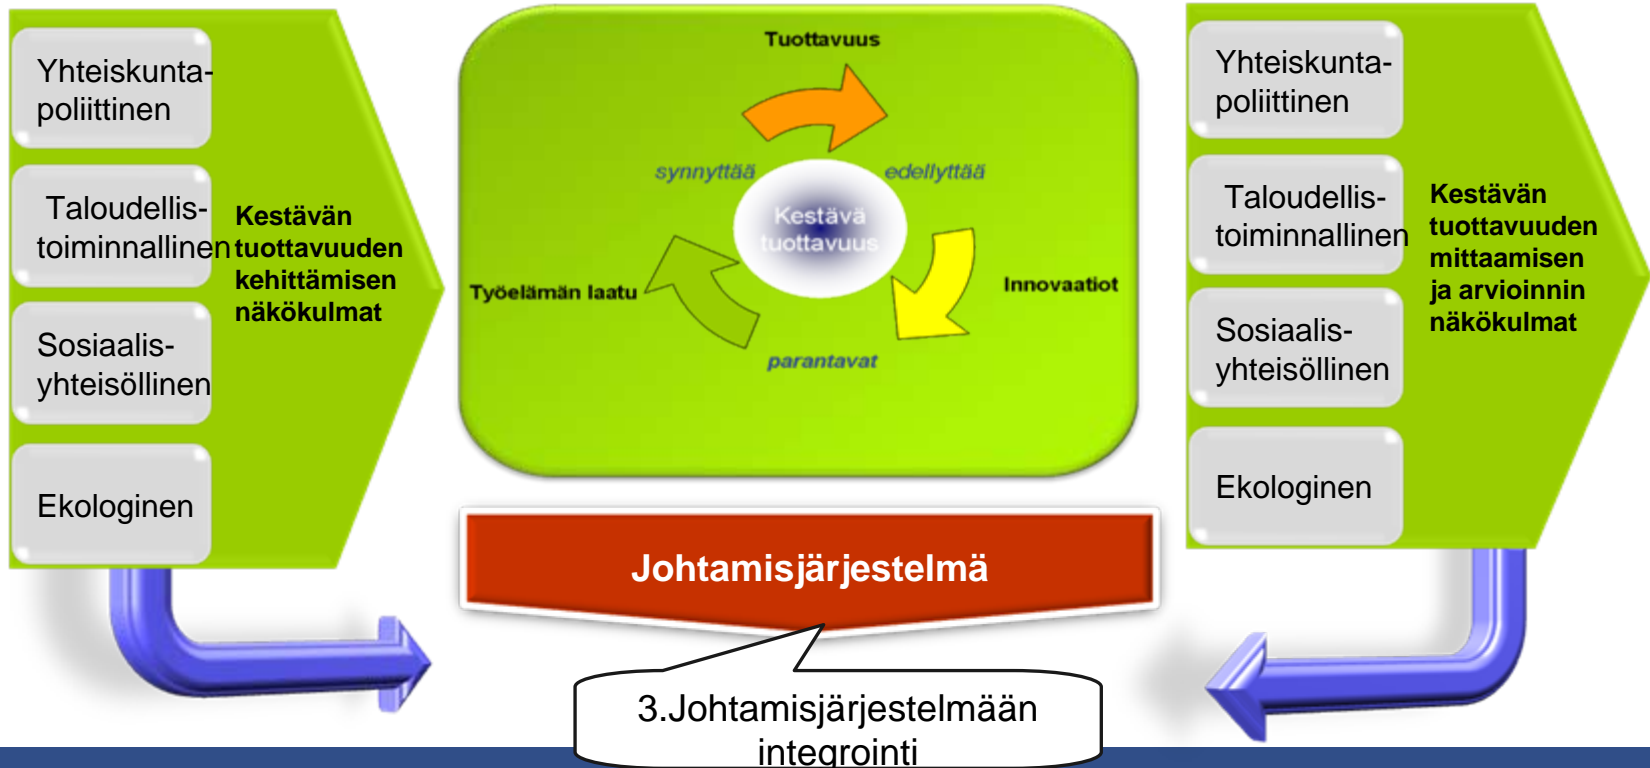 Yhteiskunta-
poliittinen
Taloudellis-
toiminnallinen
Sosiaalis-
yhteisöllinen
Ekologinen
Kestävän
tuottavuuden
kehittämisen
näkökulmat
Tuottavuus
synnyttää
edellyttää
Kestävä
tuottavuus
Työelämän laatu
Innovaatiot
parantavat
Johtamisjärjestelmä
3.Johtamisjärjestelmään
integrointi
Yhteiskunta-
poliittinen
Taloudellis-
toiminnallinen
Sosiaalis-
yhteisöllinen
Ekologinen
Kestävän
tuottavuuden
mittaamisen
ja arvioinnin
näkökulmat